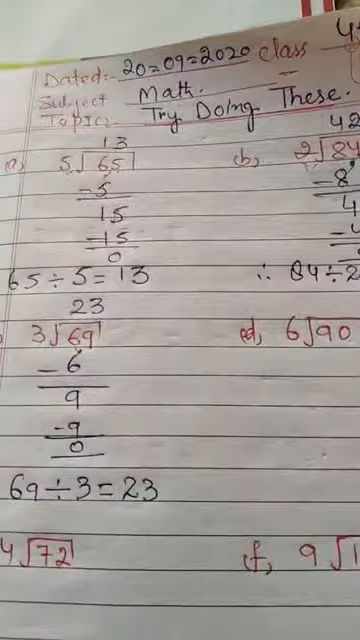 Dated:- 20=09=2020 Class
Subject Math.
Topic:- Try Doing These.
(a) 5√65 13
-5
15
-15
0
65÷5=13
(b) 2√84 42
-8
4
∴ 84÷2
3√69 23
-6
9
-9
0
69÷3=23
(d) 6√90
4√72
(f) 9√1